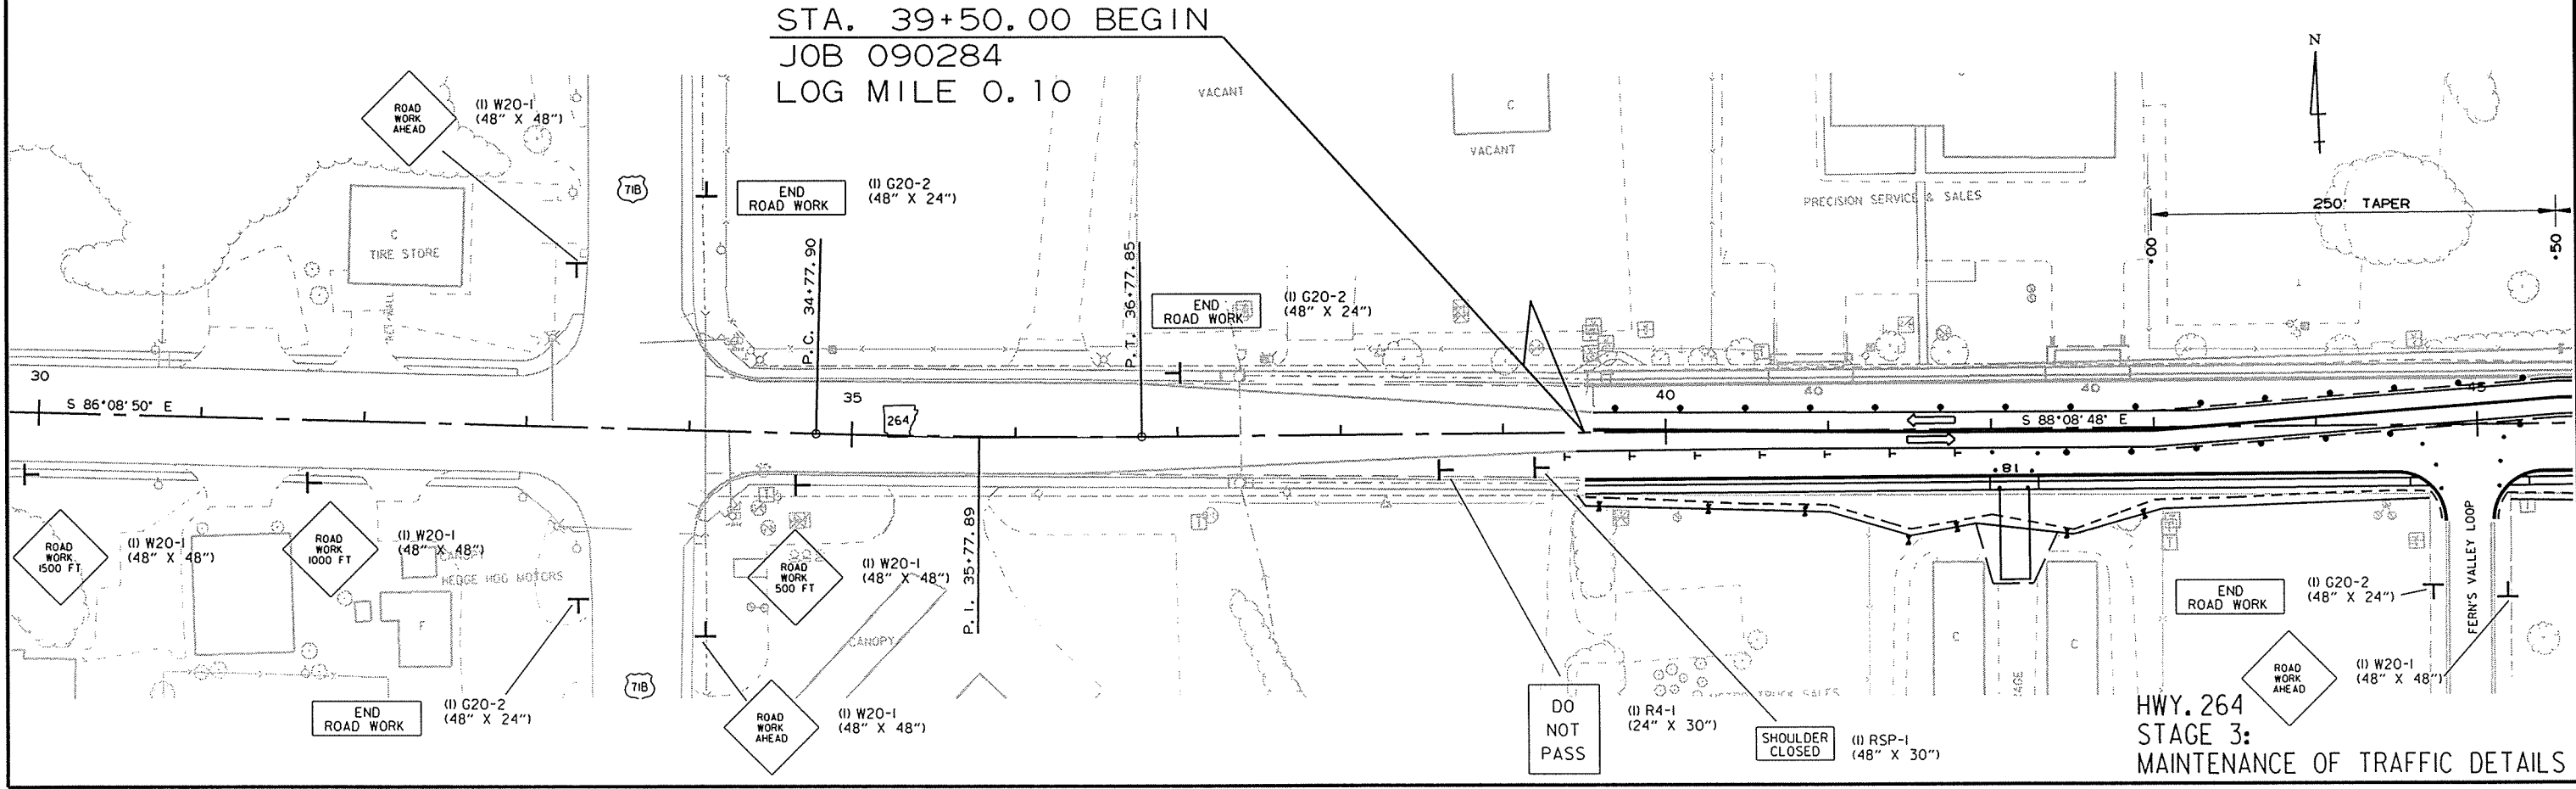 STA. 39+50.00 BEGIN
JOB 090284
LOG MILE 0.10
N
ROAD
WORK
AHEAD
(1) W20-1
(48" X 48")
71B
END
ROAD WORK
(1) G20-2
(48" X 24")
VACANT
C
VACANT
PRECISION SERVICE & SALES
250' TAPER
.00
.50
C
TIRE STORE
P.C. 34+77.90
P.T. 36+77.85
END
ROAD WORK
(1) G20-2
(48" X 24")
30
S 86°08'50" E
35
264
40
40
40
45
S 88°08'48" E
18'
ROAD
WORK
1500 FT
(1) W20-1
(48" X 48")
ROAD
WORK
1000 FT
(1) W20-1
(48" X 48")
CANOPY
HEDGE HOG MOTORS
F
ROAD
WORK
500 FT
(1) W20-1
(48" X 48")
CANOPY
P.I. 35+77.89
END
ROAD WORK
(1) G20-2
(48" X 24")
71B
ROAD
WORK
AHEAD
(1) W20-1
(48" X 48")
DO
NOT
PASS
(1) R4-1
(24" X 30")
TRUCK SALES
SHOULDER
CLOSED
(1) RSP-1
(48" X 30")
C
C
END
ROAD WORK
(1) G20-2
(48" X 24")
FERN'S VALLEY LOOP
ROAD
WORK
AHEAD
(1) W20-1
(48" X 48")
HWY. 264
STAGE 3:
MAINTENANCE OF TRAFFIC DETAILS